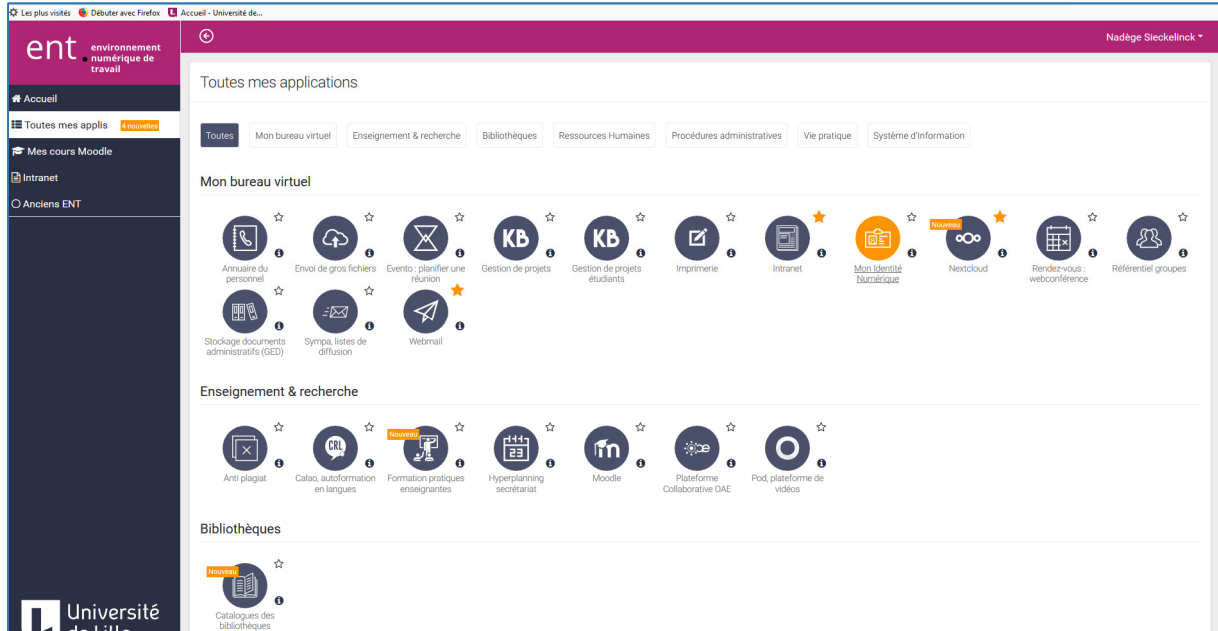 Les plus visités Débuter avec Firefox Accueil - Université de...
ent. environnement
numérique de
travail
Nadège Sieckelinck
Accueil
Toutes mes applis 4 nouvelles
Mes cours Moodle
Intranet
Anciens ENT
Toutes mes applications
Toutes Mon bureau virtuel Enseignement & recherche Bibliothèques Ressources Humaines Procédures administratives Vie pratique Système d'Information
Mon bureau virtuel
KB KB Nouveau
Annuaire du Envoi de gros fichiers Evento : planifier une Gestion de projets Gestion de projets Imprimerie Intranet Mon Identité Nextcloud Rendez-vous : Référentiel groupes
personnel réunion étudiants Numérique webconférence
Stockage documents Sympa, listes de Webmail
administratifs (GED) diffusion
Enseignement & recherche
CRL Nouveau 23
Anti plagiat Calao, autoformation Formation pratiques Hyperplanning Moodle Plateforme Pod, plateforme de
en langues enseignantes secrétariat Collaborative OAE vidéos
Bibliothèques
Nouveau
Catalogues des
bibliothèques
Université
de Lille